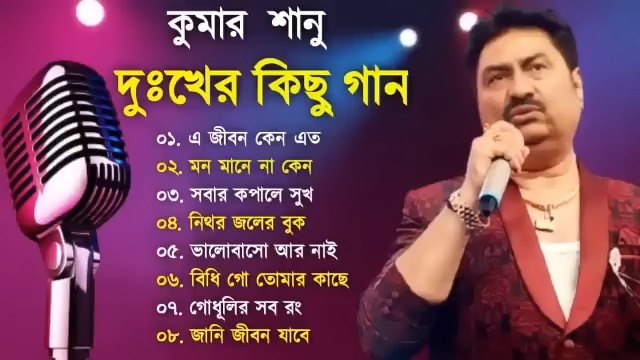 কুমার শানু
দুঃখের কিছু গান
০১. এ জীবন কেন এত
০২. মন মানে না কেন
০৩. সবার কপালে সুখ
০৪. নিথর জলের বুক
০৫. ভালোবাসো আর নাই
০৬. বিধি গো তোমার কাছে
০৭. গোধূলির সব রং
০৮. জানি জীবন যাবে